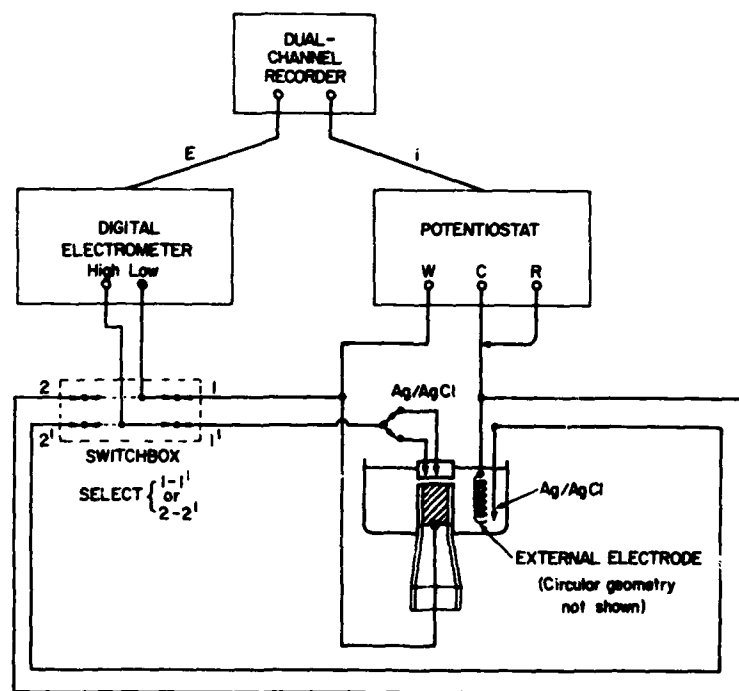 DUAL-
CHANNEL
RECORDER
E
i
DIGITAL
ELECTROMETER
High Low
POTENTIOSTAT
W C R
2
1
Ag/AgCl
2'
1'
SWITCHBOX
SELECT { 1-1'
or
2-2'
Ag/AgCl
EXTERNAL ELECTRODE
(Circular geometry
not shown)